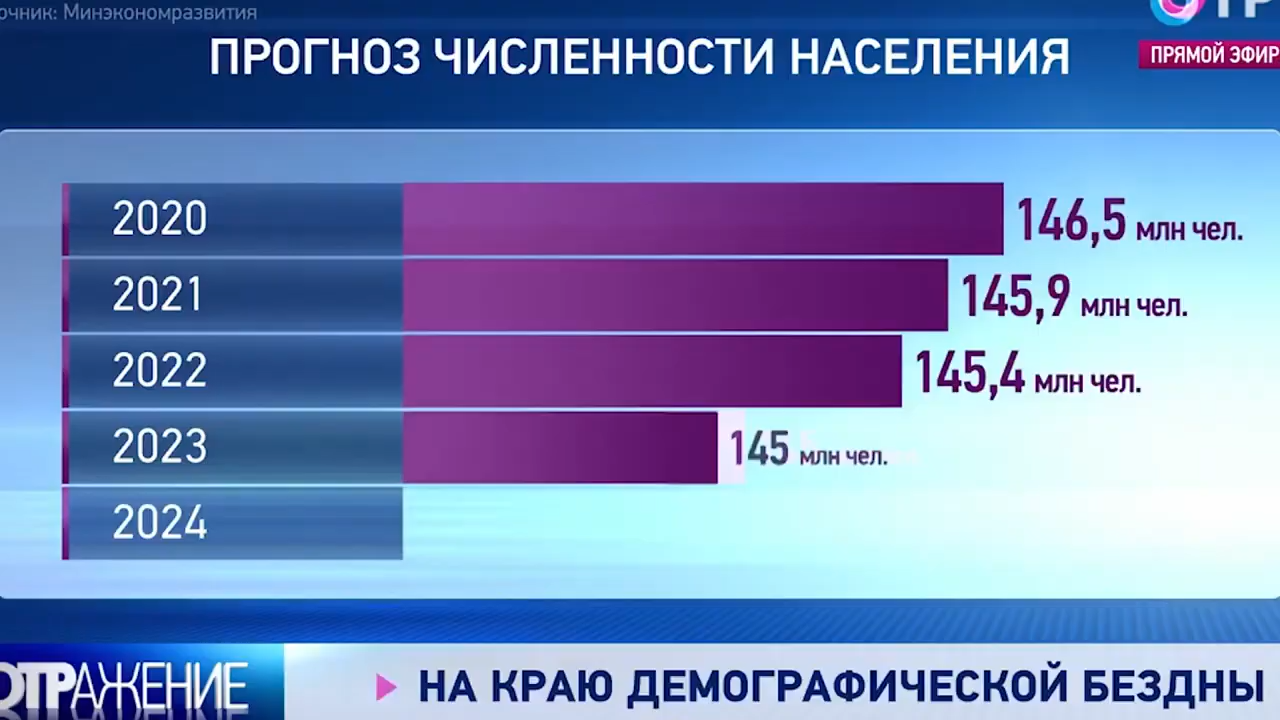 Минэкономразвития
ПРОГНОЗ ЧИСЛЕННОСТИ НАСЕЛЕНИЯ
ПРЯМОЙ ЭФИР
2020 146,5 млн чел.
2021 145,9 млн чел.
2022 145,4 млн чел.
2023 145 млн чел.
2024
ОТРАЖЕНИЕ
НА КРАЮ ДЕМОГРАФИЧЕСКОЙ БЕЗДНЫ